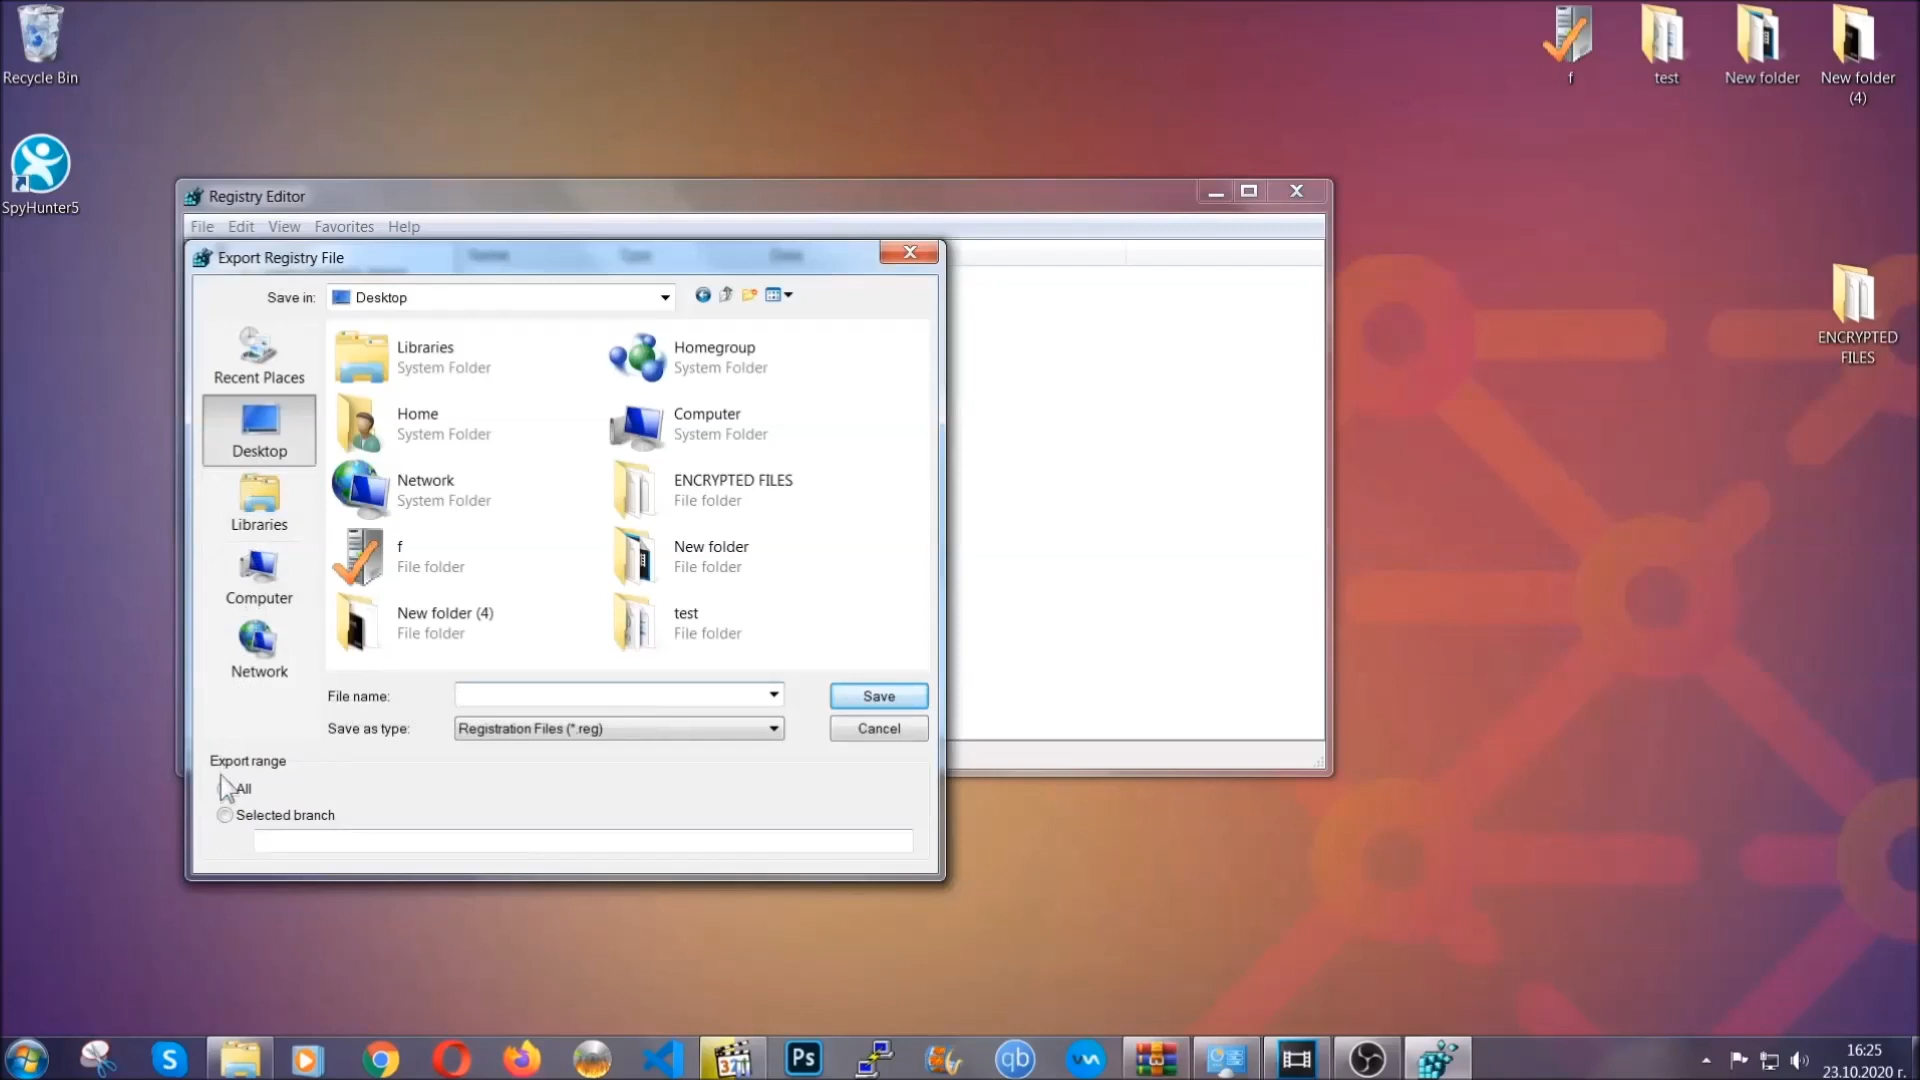 Recycle Bin
SpyHunter5
f
test
New folder
New folder
(4)
ENCRYPTED
FILES
Registry Editor
File Edit View Favorites Help
Export Registry File
Save in:
Desktop
Recent Places
Desktop
Libraries
Computer
Network
Libraries
System Folder
Homegroup
System Folder
Home
System Folder
Computer
System Folder
Network
System Folder
ENCRYPTED FILES
File folder
f
File folder
New folder
File folder
New folder (4)
File folder
test
File folder
File name:
Save
Save as type:
Registration Files (*.reg)
Cancel
Export range
All
Selected branch
S
321
Ps
qb
16:25
23.10.2020 г.